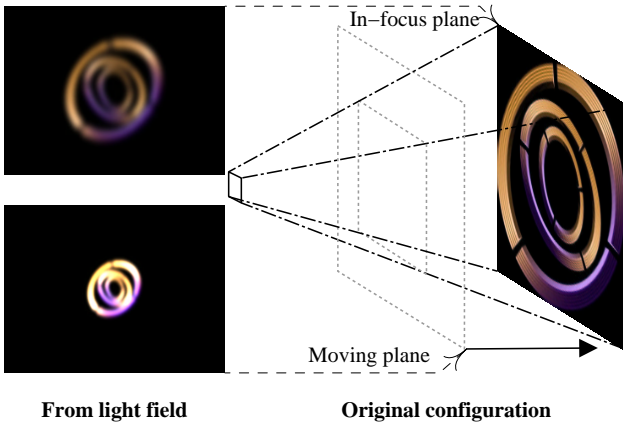 In–focus plane
Moving plane
From light field
Original configuration